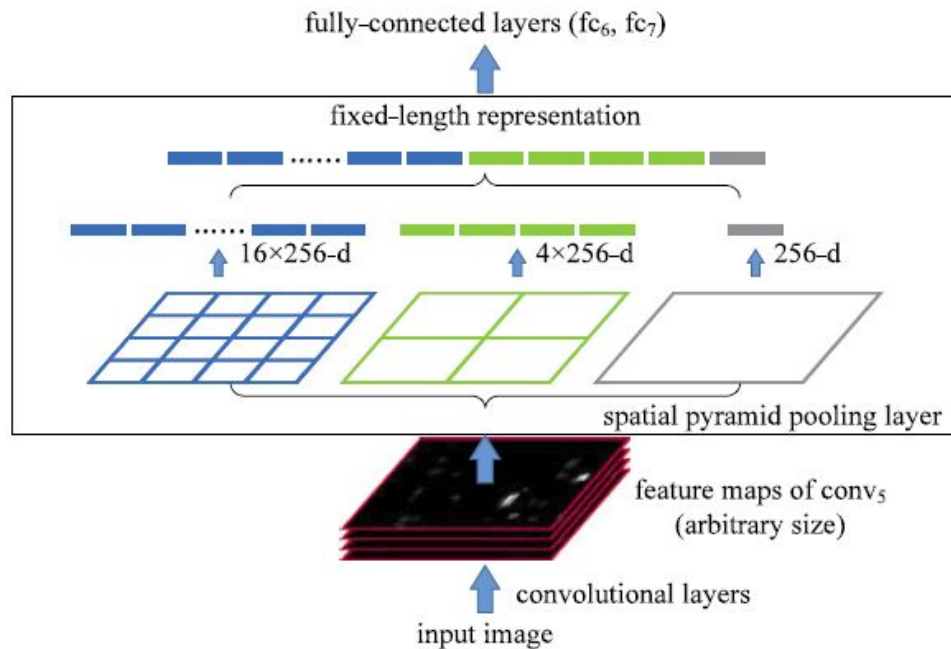 fully-connected layers (fc₆, fc₇)
fixed-length representation
......
......
16×256-d
4×256-d
256-d
spatial pyramid pooling layer
feature maps of conv₅
(arbitrary size)
convolutional layers
input image